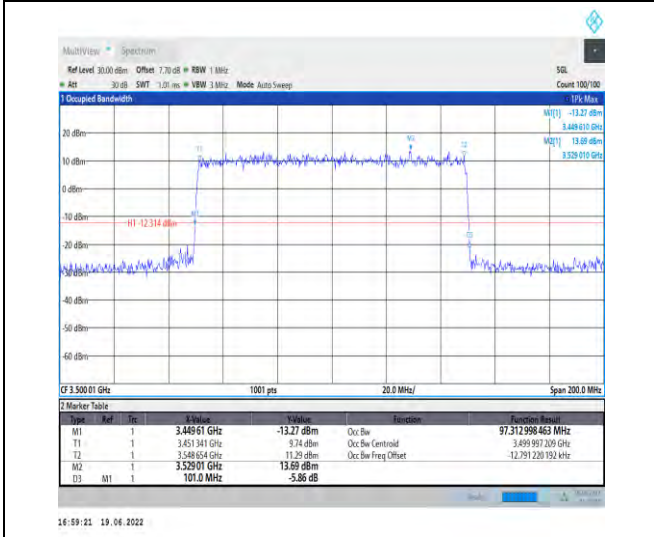 MultiView Spectrum
Ref Level 30.00 dBm Offset 7.70 dB RBW 1 MHz SGL
Att 30 dB SWT 1.01 ms VBW 3 MHz Mode Auto Sweep Count 100/100
1 Occupied Bandwidth 1Pk Max
M1[1] -13.27 dBm
3.449 610 GHz
20 dBm
M2[1] 13.69 dBm
3.529 010 GHz
M2
T1
T2
10 dBm
0 dBm
-10 dBm
M1
H1 -12.314 dBm
-20 dBm
D3
-30 dBm
-40 dBm
-50 dBm
-60 dBm
CF 3.500 01 GHz 1001 pts 20.0 MHz/ Span 200.0 MHz
2 Marker Table
Type Ref Trc X-Value Y-Value Function Function Result
M1 1 3.449 61 GHz -13.27 dBm Occ Bw 97.312 998 463 MHz
T1 1 3.451 341 GHz 9.74 dBm Occ Bw Centroid 3.499 997 209 GHz
T2 1 3.548 654 GHz 11.29 dBm Occ Bw Freq Offset -12.791 220 192 kHz
M2 1 3.529 01 GHz 13.69 dBm
D3 M1 1 101.0 MHz -5.86 dB
16:59:21 19.06.2022